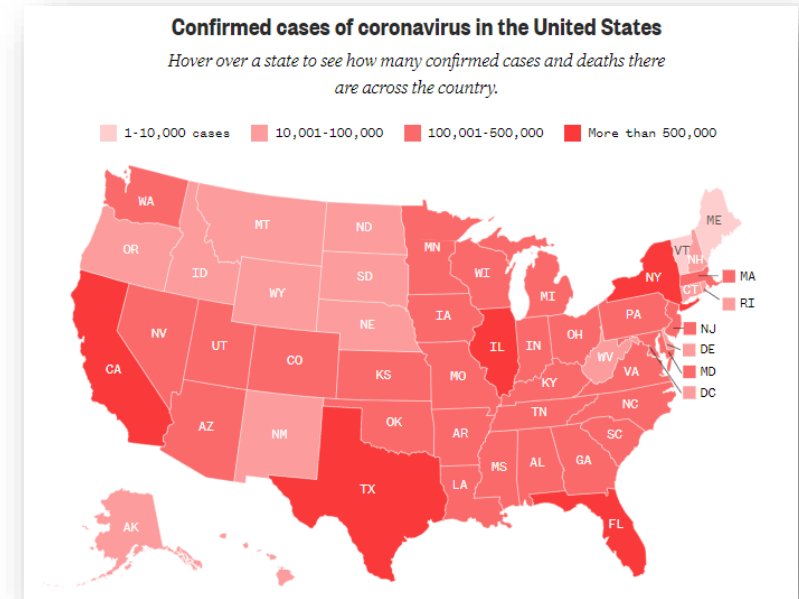 Confirmed cases of coronavirus in the United States
Hover over a state to see how many confirmed cases and deaths there
are across the country.
1-10,000 cases
10,001-100,000
100,001-500,000
More than 500,000
WA
MT
ND
MN
ME
VT
NH
OR
ID
SD
WI
NY
MA
WY
MI
CT
RI
NE
IA
PA
NJ
NV
UT
CO
IL
IN
OH
DE
CA
KS
MO
WV
VA
MD
KY
DC
AZ
NM
OK
AR
TN
NC
SC
MS
AL
GA
TX
LA
FL
AK